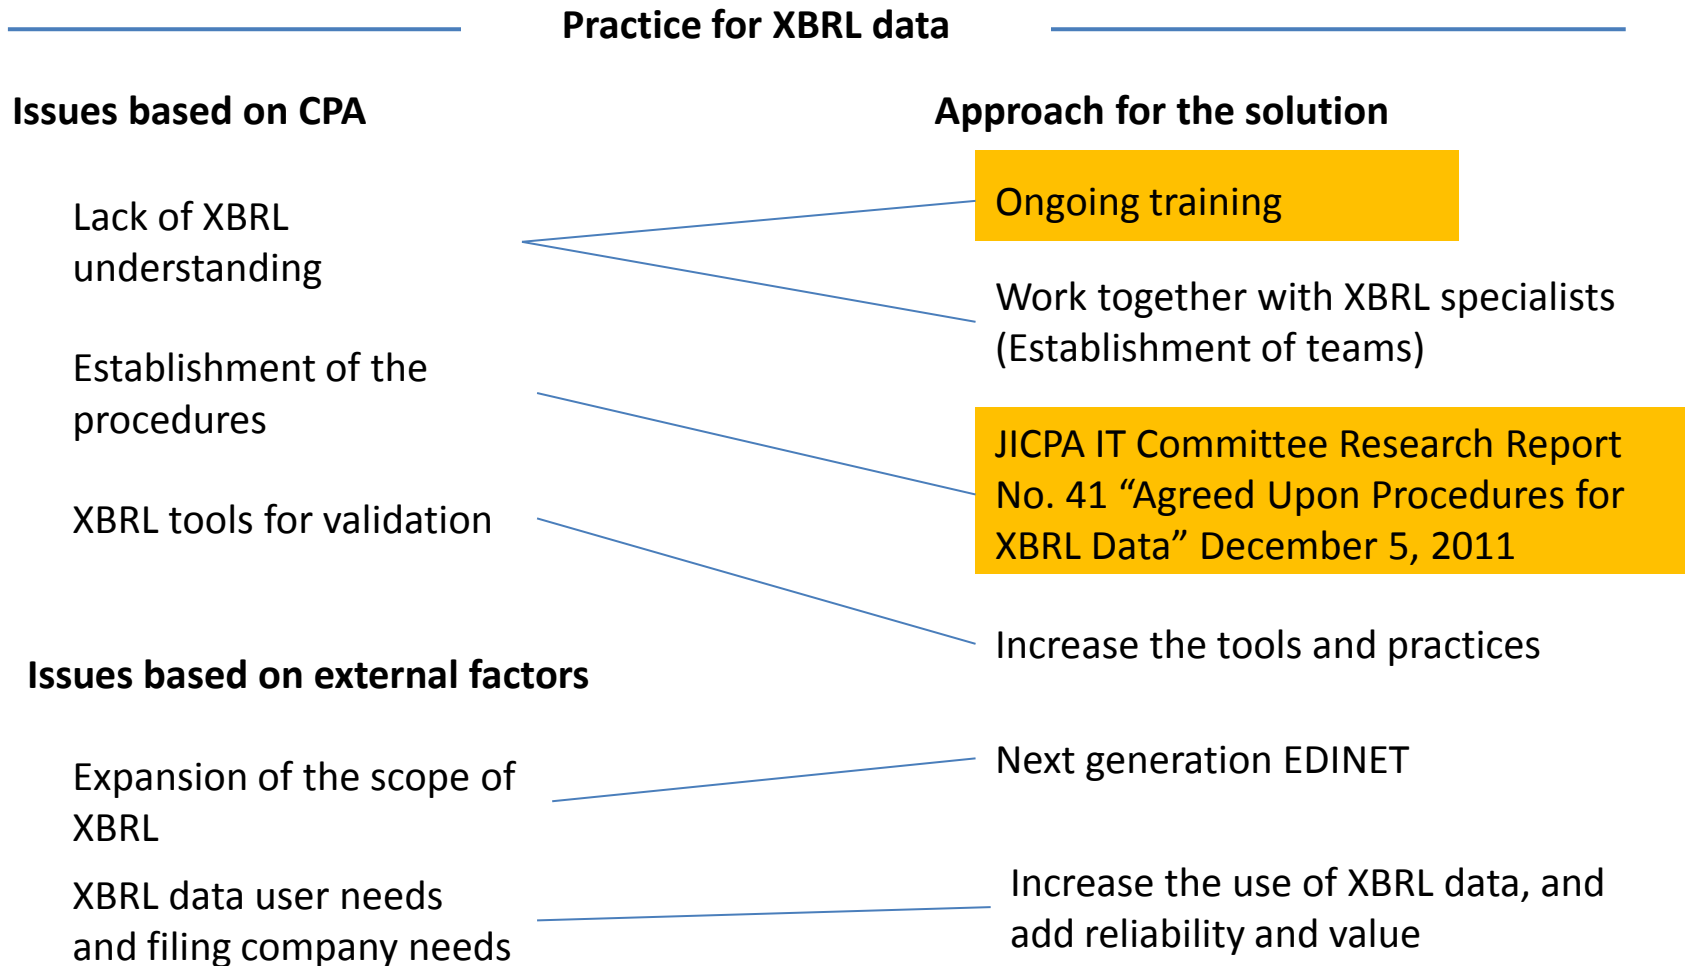 Practice for XBRL data
Issues based on CPA
Approach for the solution
Lack of XBRL
understanding
Ongoing training
Work together with XBRL specialists
(Establishment of teams)
Establishment of the
procedures
JICPA IT Committee Research Report
No. 41 “Agreed Upon Procedures for
XBRL Data” December 5, 2011
XBRL tools for validation
Increase the tools and practices
Issues based on external factors
Expansion of the scope of
XBRL
Next generation EDINET
XBRL data user needs
and filing company needs
Increase the use of XBRL data, and
add reliability and value